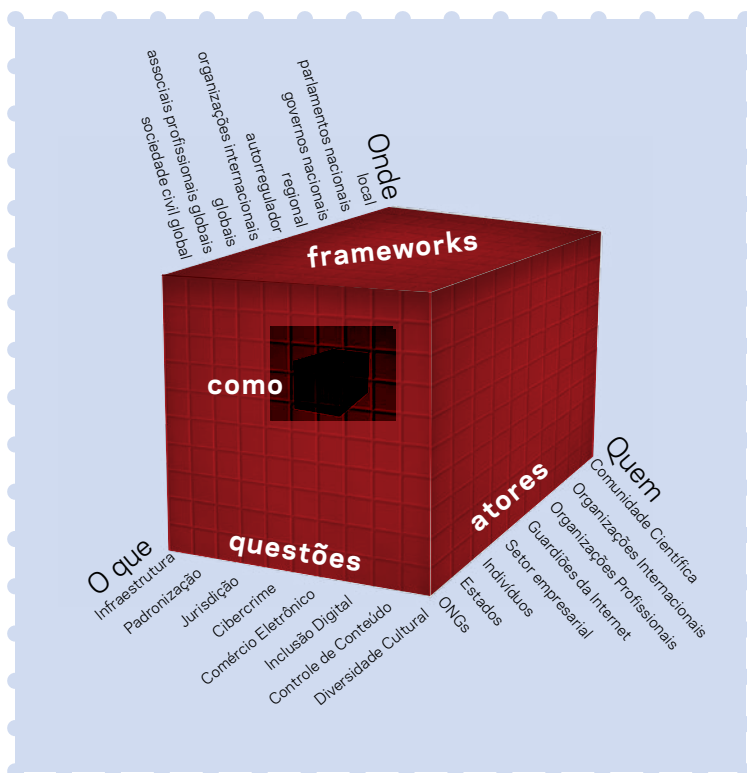 Onde
sociedade civil global
associais profissionais globais
globais
organizações internacionais
autorregulador
regional
governos nacionais
parlamentos nacionais
local
frameworks
como
questões
atores
O que
Infraestrutura
Padronização
Jurisdição
Cibercrime
Comércio Eletrônico
Inclusão Digital
Controle de Conteúdo
Diversidade Cultural
Quem
ONGs
Estados
Indivíduos
Setor empresarial
Guardiões da Internet
Organizações Profissionais
Organizações Internacionais
Comunidade Científica